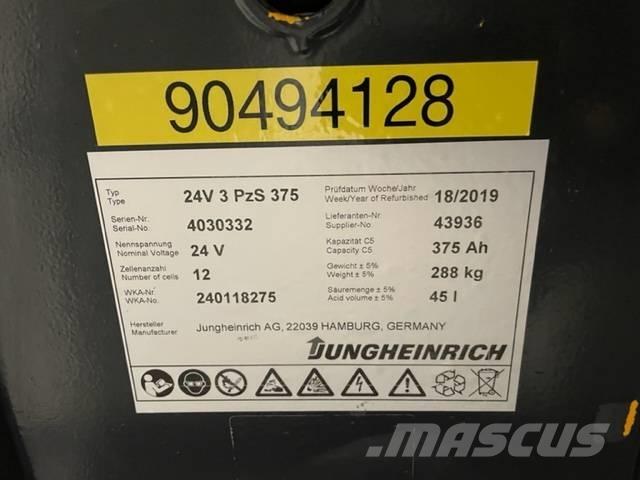 90494128
Typ
Type
24V 3 PzS 375
Prüfdatum Woche/Jahr
Week/Year of Refurbished
18/2019
Serien-Nr.
Serial-No.
4030332
Lieferanten-Nr.
Supplier-No.
43936
Nennspannung
Nominal Voltage
24 V
Kapazität C5
Capacity C5
375 Ah
Zellenanzahl
Number of cells
12
Gewicht ± 5%
Weight ± 5%
288 kg
WKA-Nr.
WKA-No.
240118275
Säuremenge ± 5%
Acid volume ± 5%
45 l
Hersteller
Manufacturer
Jungheinrich AG, 22039 HAMBURG, GERMANY
JUNGHEINRICH
MASCUS